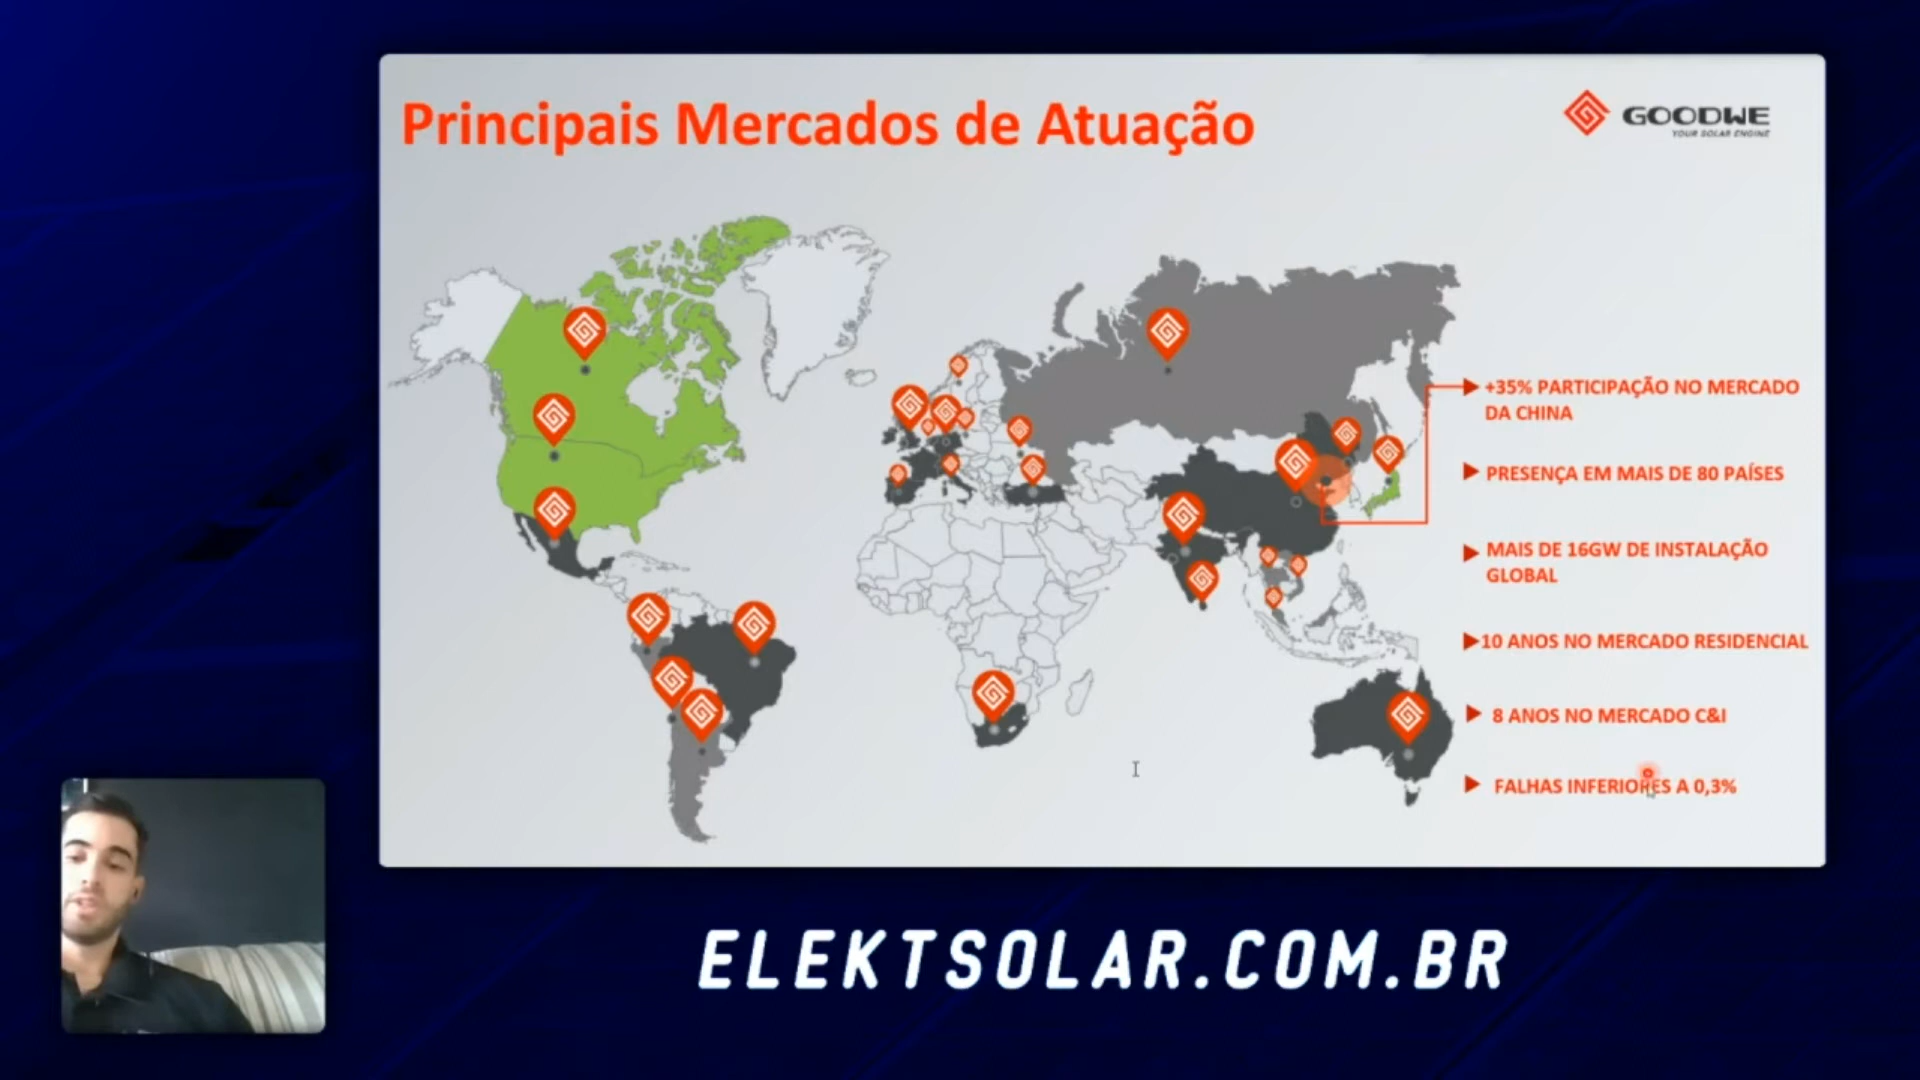 Principais Mercados de Atuação
GOODWE
YOUR SOLAR ENGINE
+35% PARTICIPAÇÃO NO MERCADO
DA CHINA
PRESENÇA EM MAIS DE 80 PAÍSES
MAIS DE 16GW DE INSTALAÇÃO
GLOBAL
10 ANOS NO MERCADO RESIDENCIAL
8 ANOS NO MERCADO C&I
FALHAS INFERIORES A 0,3%
ELEKTSOLAR.COM.BR